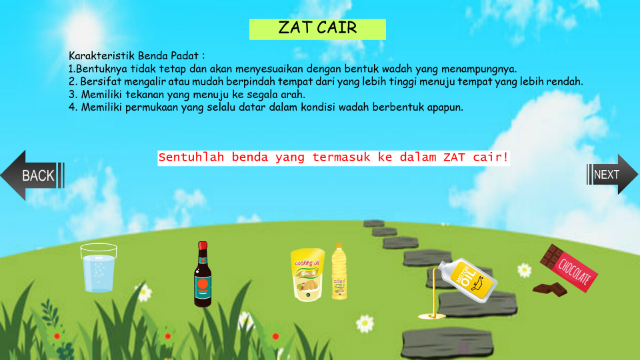 ZAT CAIR
Karakteristik Benda Padat :
1.Bentuknya tidak tetap dan akan menyesuaikan dengan bentuk wadah yang menampungnya.
2. Bersifat mengalir atau mudah berpindah tempat dari yang lebih tinggi menuju tempat yang lebih rendah.
3. Memiliki tekanan yang menuju ke segala arah.
4. Memiliki permukaan yang selalu datar dalam kondisi wadah berbentuk apapun.
Sentuhlah benda yang termasuk ke dalam ZAT cair!
BACK
NEXT
cooking oil
OIL
CHOCOLATE